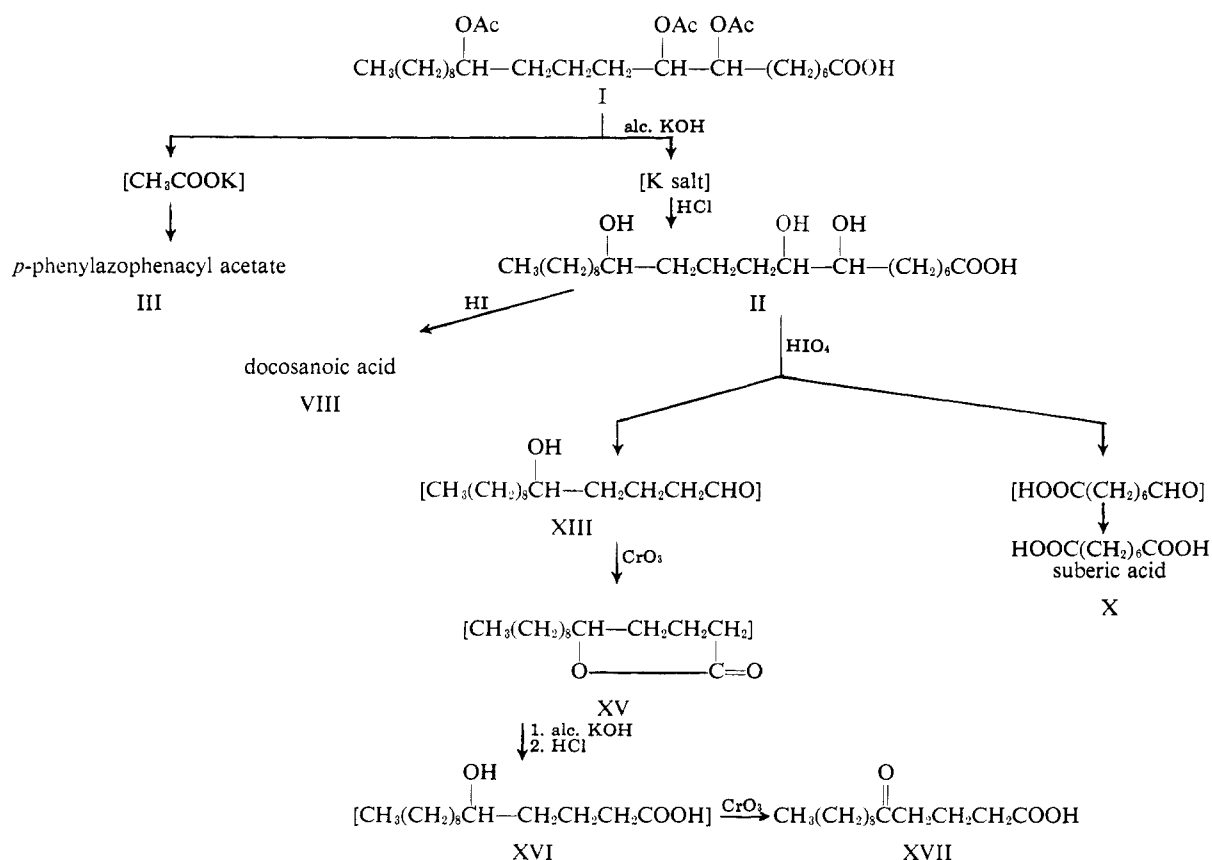 OAc OAc OAc
CH₃(CH₂)₈CH—CH₂CH₂CH₂—CH—CH—(CH₂)₆COOH
I
alc. KOH
[CH₃COOK] [K salt]
HCl
OH OH OH
p-phenylazophenacyl acetate CH₃(CH₂)₈CH—CH₂CH₂CH₂CH—CH—(CH₂)₆COOH
III II
HI
HIO₄
docosanoic acid
VIII
OH
[CH₃(CH₂)₈CH—CH₂CH₂CH₂CHO] [HOOC(CH₂)₆CHO]
XIII
CrO₃ HOOC(CH₂)₆COOH
suberic acid
X
[CH₃(CH₂)₈CH—CH₂CH₂CH₂]
O—C=O
XV
1. alc. KOH
2. HCl
OH O
[CH₃(CH₂)₈CH—CH₂CH₂CH₂COOH] CrO₃ CH₃(CH₂)₈CCH₂CH₂CH₂COOH
XVI XVII